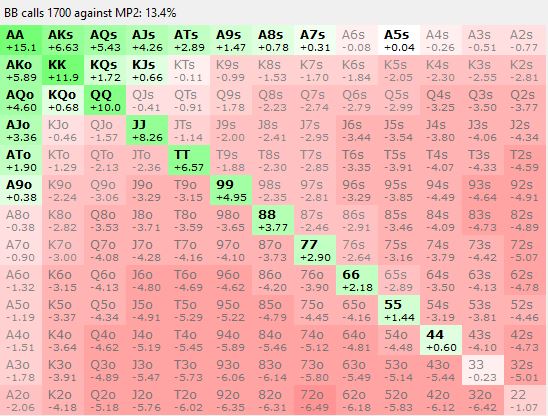 BB calls 1700 against MP2: 13.4%
AA AKs AQs AJs ATs A9s A8s A7s A6s A5s A4s A3s A2s
+15.1 +6.63 +5.43 +4.26 +2.89 +1.47 +0.78 +0.31 -0.08 +0.04 -0.26 -0.51 -0.77
AKo KK KQs KJs KTs K9s K8s K7s K6s K5s K4s K3s K2s
+5.89 +11.9 +1.72 +0.66 -0.11 -0.99 -1.53 -1.70 -1.84 -2.05 -2.30 -2.55 -2.81
AQo KQo QQ QJs QTs Q9s Q8s Q7s Q6s Q5s Q4s Q3s Q2s
+4.60 +0.68 +10.0 -0.41 -0.91 -1.78 -2.23 -2.74 -2.79 -2.99 -3.25 -3.50 -3.77
AJo KJo QJo JJ JTs J9s J8s J7s J6s J5s J4s J3s J2s
+3.36 -0.46 -1.57 +8.26 -1.14 -2.00 -2.41 -2.95 -3.44 -3.54 -3.80 -4.06 -4.34
ATo KTo QTo JTo TT T9s T8s T7s T6s T5s T4s T3s T2s
+1.90 -1.29 -2.13 -2.36 +6.57 -1.88 -2.30 -2.85 -3.35 -3.91 -4.07 -4.33 -4.59
A9o K9o Q9o J9o T9o 99 98s 97s 96s 95s 94s 93s 92s
+0.38 -2.24 -3.06 -3.29 -3.15 +4.95 -2.35 -2.81 -3.29 -3.85 -4.49 -4.64 -4.91
A8o K8o Q8o J8o T8o 98o 88 87s 86s 85s 84s 83s 82s
-0.38 -2.82 -3.53 -3.71 -3.59 -3.65 +3.77 -2.46 -2.91 -3.46 -4.09 -4.73 -4.89
A7o K7o Q7o J7o T7o 97o 87o 77 76s 75s 74s 73s 72s
-0.90 -3.00 -4.08 -4.28 -4.16 -4.10 -3.73 +2.90 -2.64 -3.16 -3.79 -4.42 -5.07
A6o K6o Q6o J6o T6o 96o 86o 76o 66 65s 64s 63s 62s
-1.32 -3.15 -4.13 -4.80 -4.69 -4.62 -4.20 -3.90 +2.18 -2.89 -3.50 -4.13 -4.78
A5o K5o Q5o J5o T5o 95o 85o 75o 65o 55 54s 53s 52s
-1.19 -3.37 -4.34 -4.91 -5.29 -5.22 -4.79 -4.45 -4.16 +1.44 -3.19 -3.81 -4.46
A4o K4o Q4o J4o T4o 94o 84o 74o 64o 54o 44 43s 42s
-1.51 -3.64 -4.62 -5.19 -5.45 -5.89 -5.46 -5.12 -4.81 -4.48 +0.60 -4.10 -4.73
A3o K3o Q3o J3o T3o 93o 83o 73o 63o 53o 43o 33 32s
-1.78 -3.91 -4.89 -5.47 -5.73 -6.06 -6.14 -5.80 -5.49 -5.14 -5.44 -0.23 -5.01
A2o K2o Q2o J2o T2o 92o 82o 72o 62o 52o 42o 32o 22
-2.06 -4.18 -5.18 -5.76 -6.02 -6.35 -6.31 -6.49 -6.18 -5.83 -6.12 -6.42 -1.07